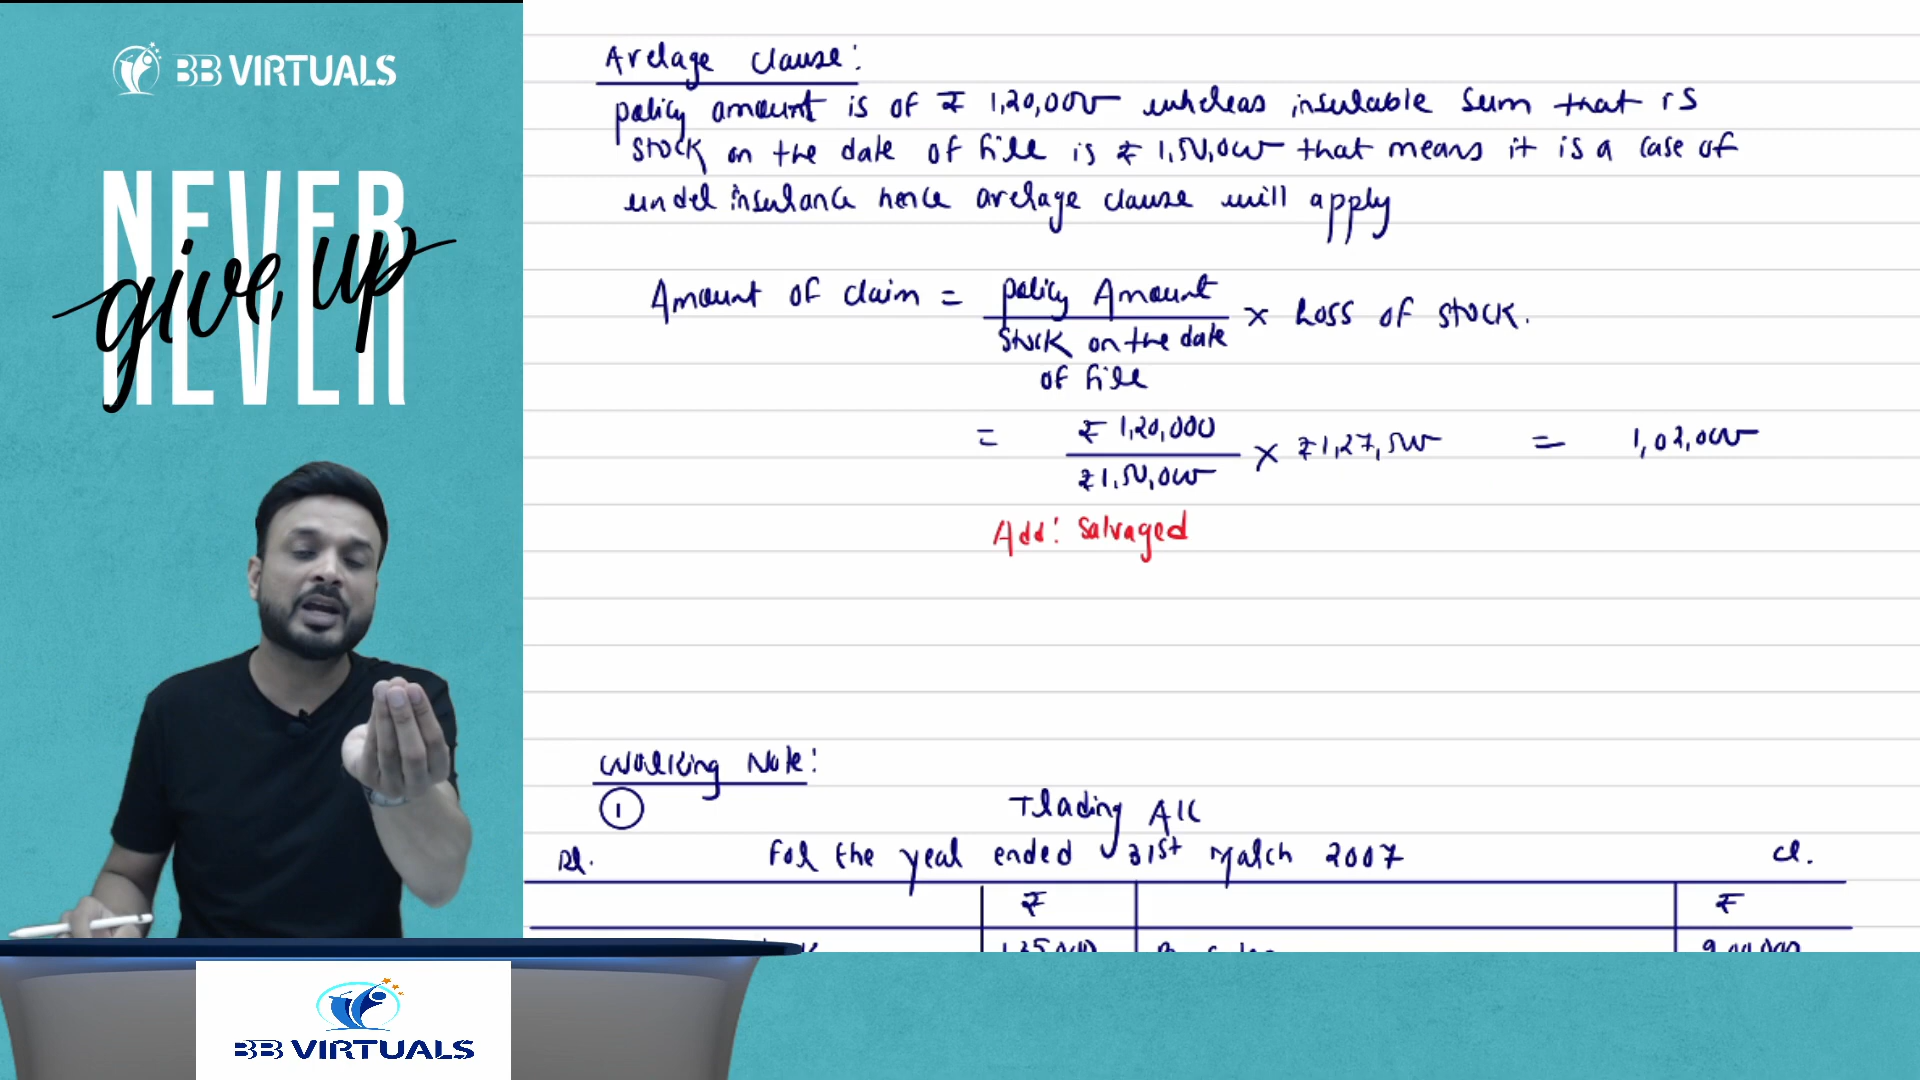 BB VIRTUALS
NEVER
give up
NEVER
Average Clause:
policy amount is of ₹ 1,20,000 whereas insurable sum that is
stock on the date of fire is ₹ 1,50,000 that means it is a case of
under insurance hence average clause will apply
Amount of claim = policy Amount × Loss of stock.
Stock on the date
of fire
= ₹ 1,20,000 × ₹1,27,500 = 1,02,000
₹1,50,000
Add: Salvaged
Working Note:
1
Trading A/c
Dr. For the year ended 31st March 2007 Cr.
₹ ₹
BB VIRTUALS